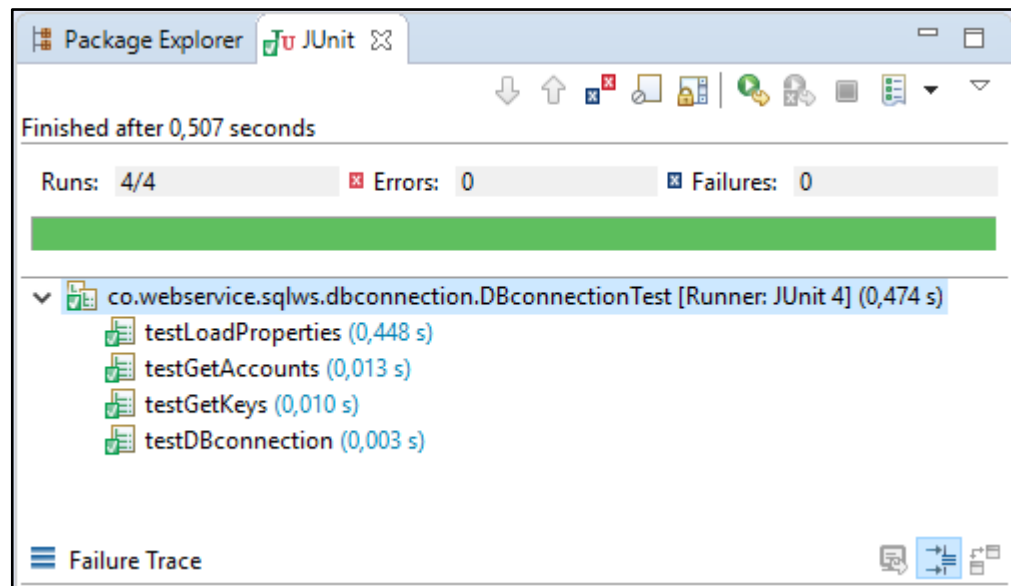 Package Explorer JUnit
Finished after 0,507 seconds
Runs: 4/4 Errors: 0 Failures: 0
co.webservice.sqlws.dbconnection.DBconnectionTest [Runner: JUnit 4] (0,474 s)
testLoadProperties (0,448 s)
testGetAccounts (0,013 s)
testGetKeys (0,010 s)
testDBconnection (0,003 s)
Failure Trace